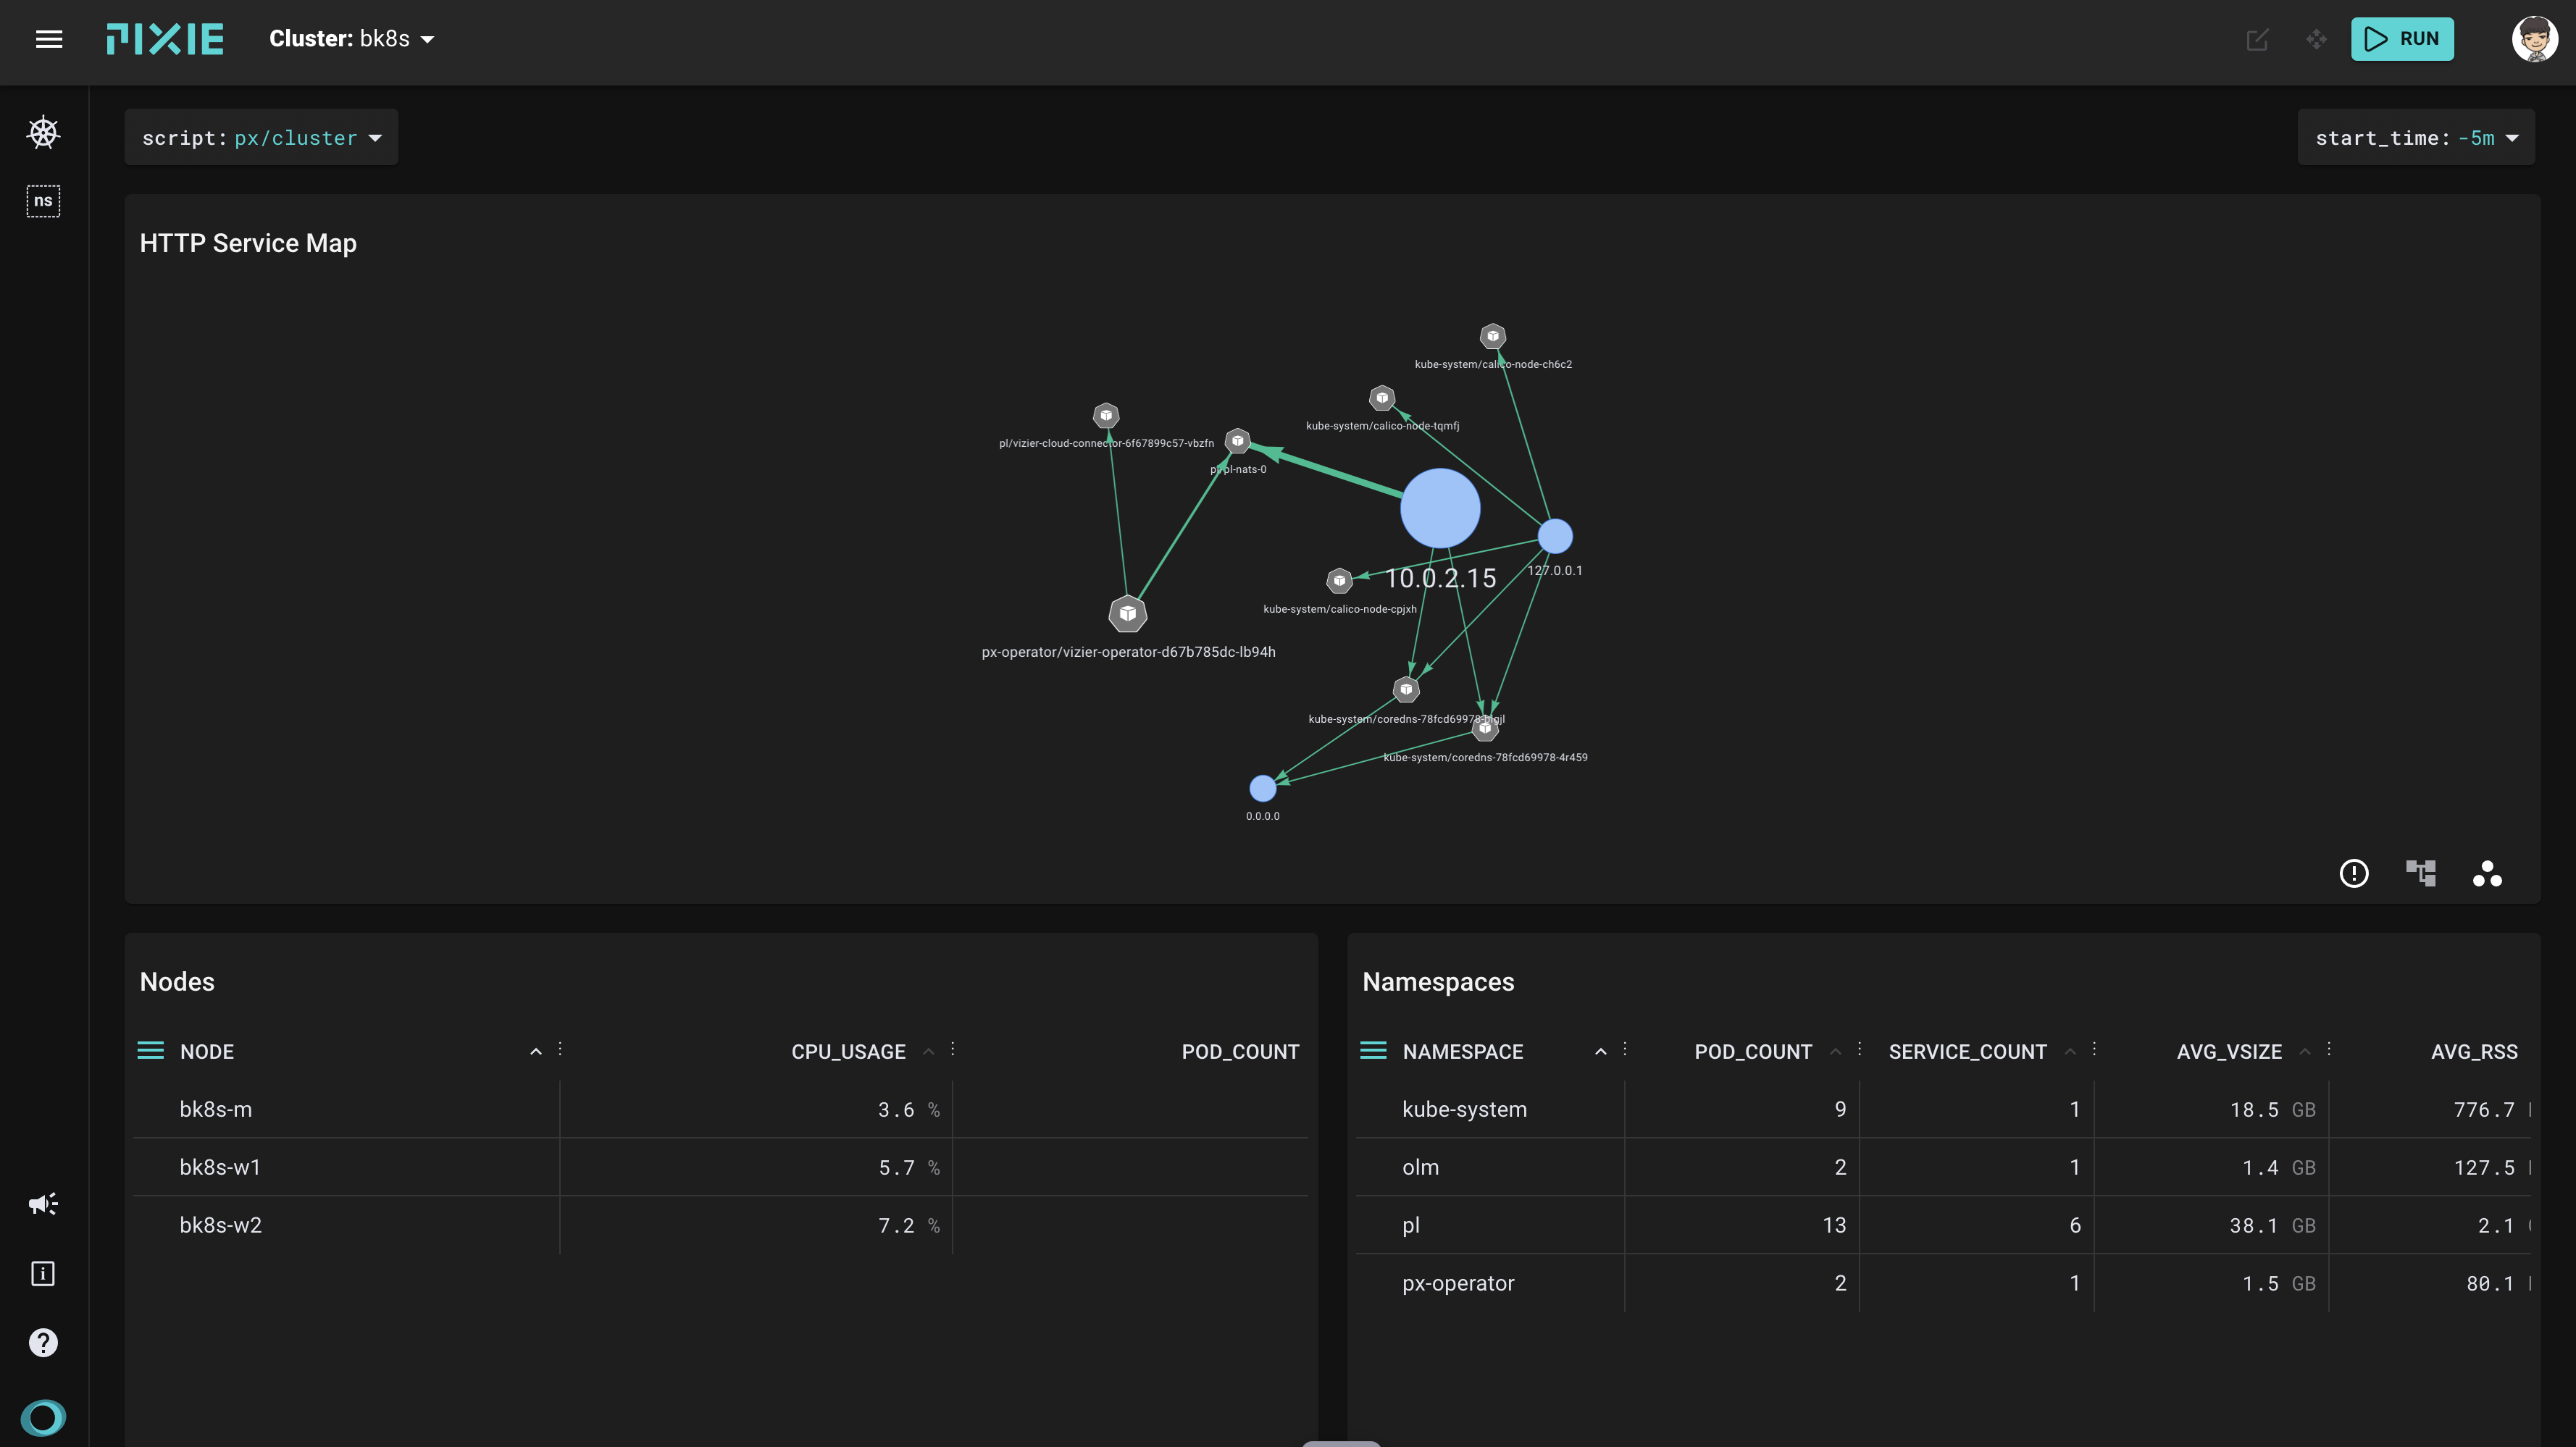 PIXIE
Cluster: bk8s
RUN
script: px/cluster
start_time: -5m
ns
HTTP Service Map
kube-system/calico-node-ch6c2
kube-system/calico-node-tqmfj
pl/vizier-cloud-connector-6f67899c57-vbzfn
pl/pl-nats-0
10.0.2.15
127.0.0.1
kube-system/calico-node-cpjxh
px-operator/vizier-operator-d67b785dc-lb94h
kube-system/coredns-78fcd69978-
kube-system/coredns-78fcd69978-4r459
0.0.0.0
Nodes
NODE CPU_USAGE POD_COUNT
bk8s-m 3.6 %
bk8s-w1 5.7 %
bk8s-w2 7.2 %
Namespaces
NAMESPACE POD_COUNT SERVICE_COUNT AVG_VSIZE AVG_RSS
kube-system 9 1 18.5 GB 776.7
olm 2 1 1.4 GB 127.5
pl 13 6 38.1 GB 2.1
px-operator 2 1 1.5 GB 80.1